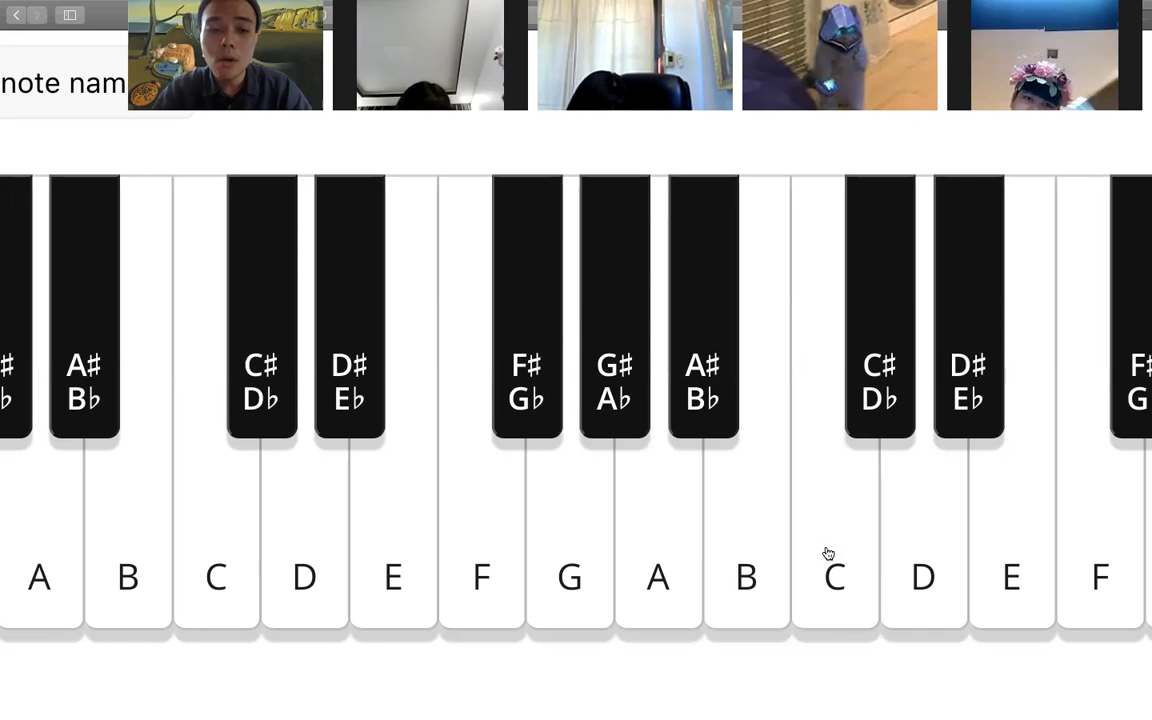 note nam
♯ A♯ C♯ D♯ F♯ G♯ A♯ C♯ D♯ F♯
♭ B♭ D♭ E♭ G♭ A♭ B♭ D♭ E♭ G
A B C D E F G A B C D E F